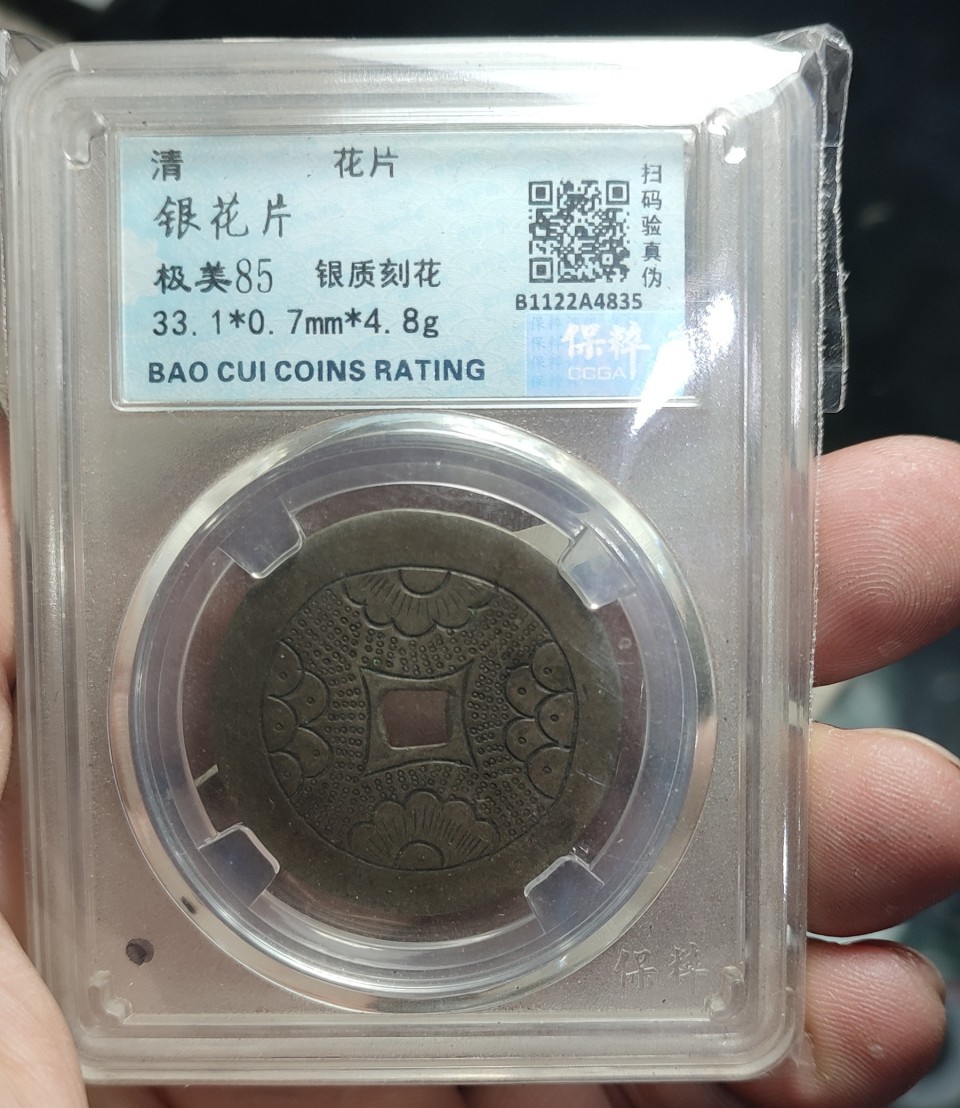 清 花片
银花片
极美85 银质刻花
33.1*0.7mm*4.8g
BAO CUI COINS RATING
扫码验真伪
B1122A4835
保粹
CCGA
保粹